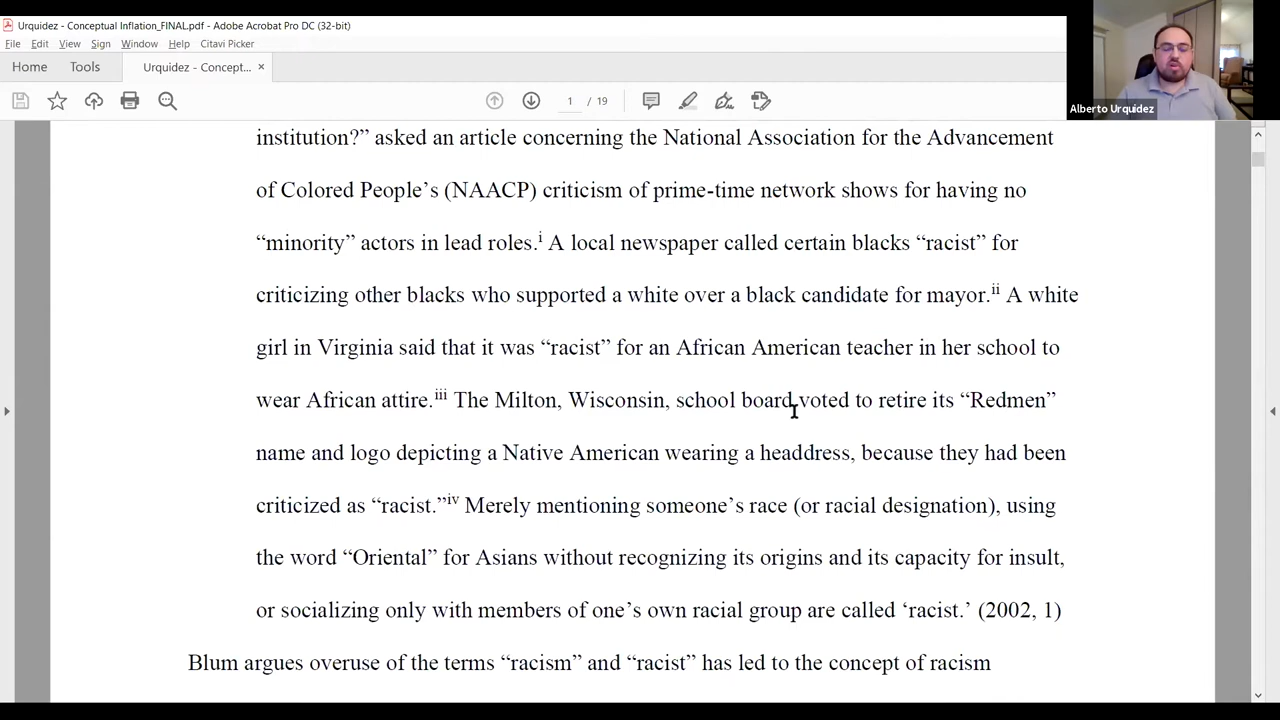 Urquidez - Conceptual Inflation_FINAL.pdf - Adobe Acrobat Pro DC (32-bit)
File Edit View Sign Window Help Citavi Picker
Home Tools Urquidez - Concept... ×
1 / 19
Alberto Urquidez
institution?” asked an article concerning the National Association for the Advancement
of Colored People’s (NAACP) criticism of prime-time network shows for having no
“minority” actors in lead roles.i A local newspaper called certain blacks “racist” for
criticizing other blacks who supported a white over a black candidate for mayor.ii A white
girl in Virginia said that it was “racist” for an African American teacher in her school to
wear African attire.iii The Milton, Wisconsin, school board voted to retire its “Redmen”
name and logo depicting a Native American wearing a headdress, because they had been
criticized as “racist.”iv Merely mentioning someone’s race (or racial designation), using
the word “Oriental” for Asians without recognizing its origins and its capacity for insult,
or socializing only with members of one’s own racial group are called ‘racist.’ (2002, 1)
Blum argues overuse of the terms “racism” and “racist” has led to the concept of racism